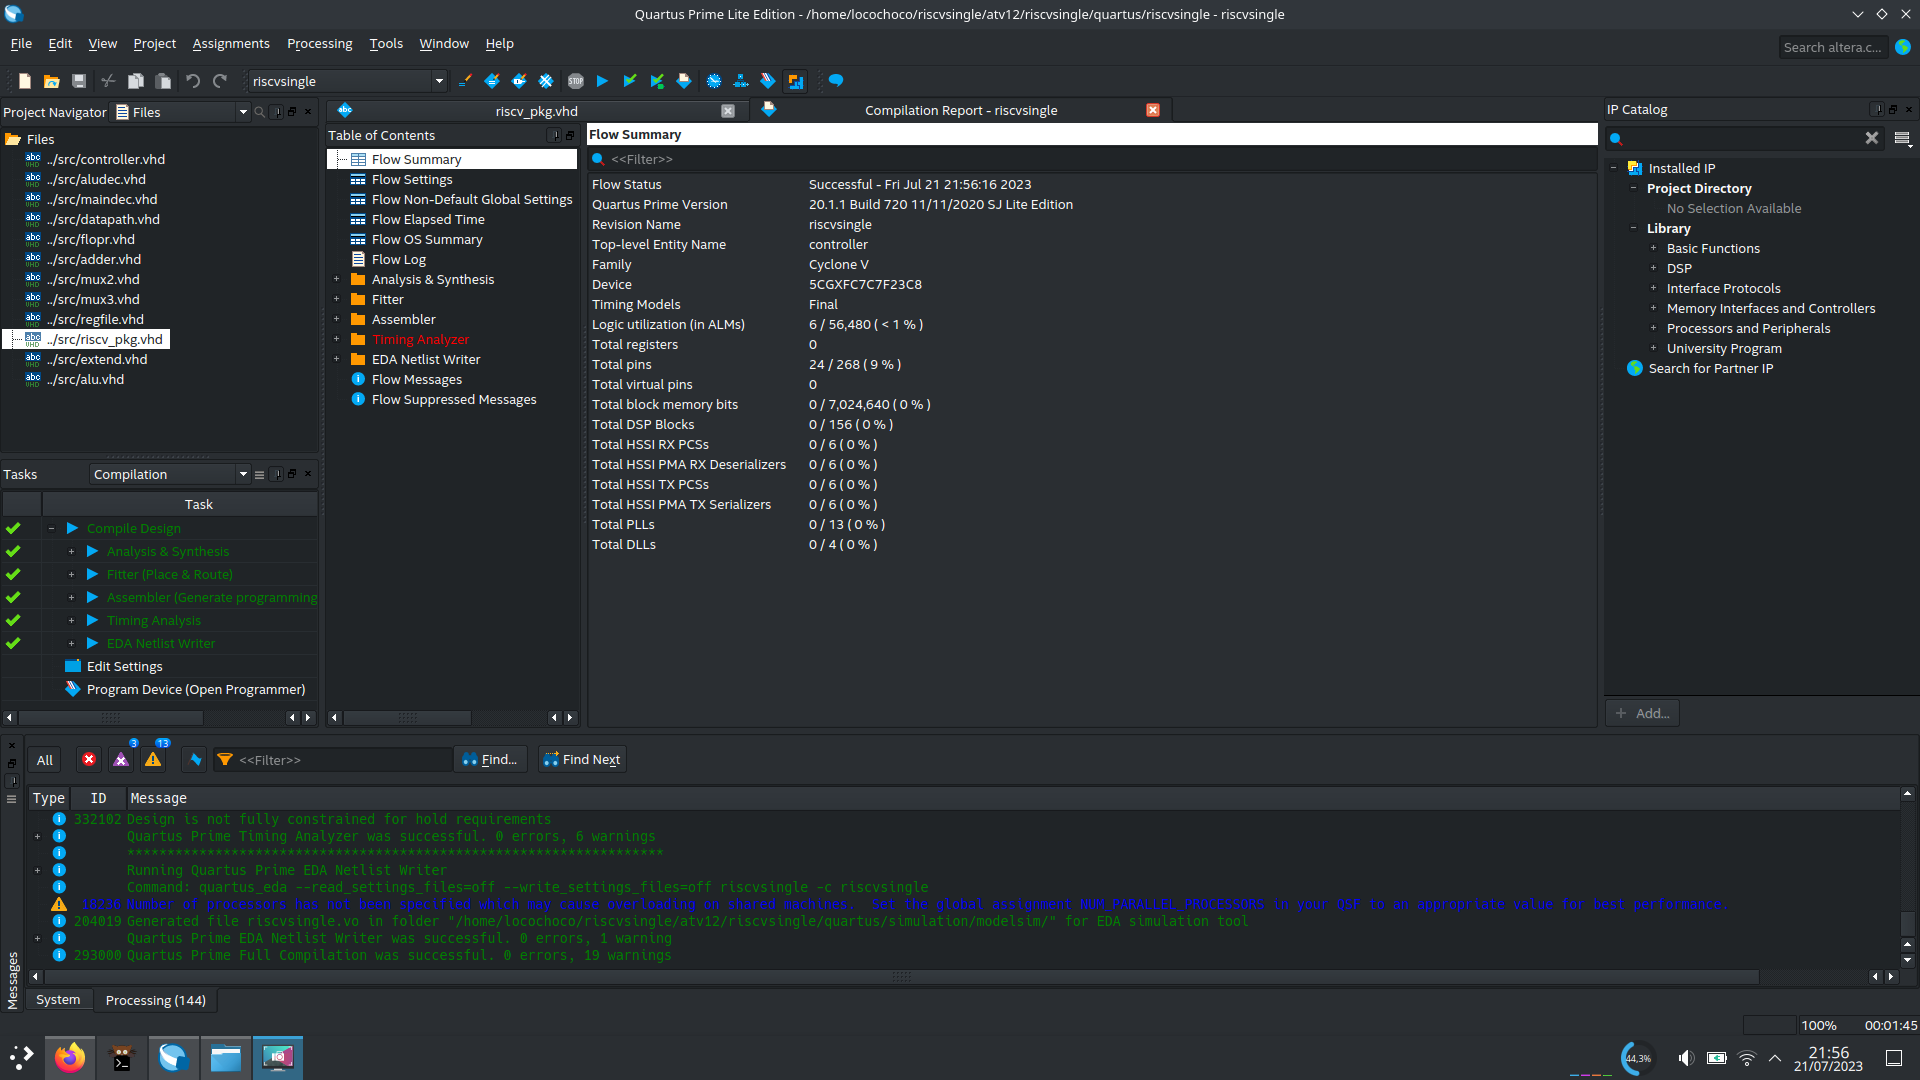 Quartus Prime Lite Edition - /home/locochoco/riscvsingle/atv12/riscvsingle/quartus/riscvsingle - riscvsingle
File Edit View Project Assignments Processing Tools Window Help
Search altera.c...
riscvsingle
STOP
Project Navigator Files
Files
../src/controller.vhd
../src/aludec.vhd
../src/maindec.vhd
../src/datapath.vhd
../src/flopr.vhd
../src/adder.vhd
../src/mux2.vhd
../src/mux3.vhd
../src/regfile.vhd
../src/riscv_pkg.vhd
../src/extend.vhd
../src/alu.vhd
Tasks Compilation
Task
Compile Design
Analysis & Synthesis
Fitter (Place & Route)
Assembler (Generate programming
Timing Analysis
EDA Netlist Writer
Edit Settings
Program Device (Open Programmer)
riscv_pkg.vhd
Compilation Report - riscvsingle
Table of Contents
Flow Summary
Flow Settings
Flow Non-Default Global Settings
Flow Elapsed Time
Flow OS Summary
Flow Log
Analysis & Synthesis
Fitter
Assembler
Timing Analyzer
EDA Netlist Writer
Flow Messages
Flow Suppressed Messages
Flow Summary
<<Filter>>
Flow Status Successful - Fri Jul 21 21:56:16 2023
Quartus Prime Version 20.1.1 Build 720 11/11/2020 SJ Lite Edition
Revision Name riscvsingle
Top-level Entity Name controller
Family Cyclone V
Device 5CGXFC7C7F23C8
Timing Models Final
Logic utilization (in ALMs) 6 / 56,480 ( < 1 % )
Total registers 0
Total pins 24 / 268 ( 9 % )
Total virtual pins 0
Total block memory bits 0 / 7,024,640 ( 0 % )
Total DSP Blocks 0 / 156 ( 0 % )
Total HSSI RX PCSs 0 / 6 ( 0 % )
Total HSSI PMA RX Deserializers 0 / 6 ( 0 % )
Total HSSI TX PCSs 0 / 6 ( 0 % )
Total HSSI PMA TX Serializers 0 / 6 ( 0 % )
Total PLLs 0 / 13 ( 0 % )
Total DLLs 0 / 4 ( 0 % )
IP Catalog
Installed IP
Project Directory
No Selection Available
Library
Basic Functions
DSP
Interface Protocols
Memory Interfaces and Controllers
Processors and Peripherals
University Program
Search for Partner IP
+ Add...
All 3 13 <<Filter>> Find... Find Next
Type ID Message
332102 Design is not fully constrained for hold requirements
Quartus Prime Timing Analyzer was successful. 0 errors, 6 warnings
*******************************************************************
Running Quartus Prime EDA Netlist Writer
Command: quartus_eda --read_settings_files=off --write_settings_files=off riscvsingle -c riscvsingle
18236 Number of processors has not been specified which may cause overloading on shared machines.  Set the global assignment NUM_PARALLEL_PROCESSORS in your QSF to an appropriate value for best performance.
204019 Generated file riscvsingle.vo in folder "/home/locochoco/riscvsingle/atv12/riscvsingle/quartus/simulation/modelsim/" for EDA simulation tool
Quartus Prime EDA Netlist Writer was successful. 0 errors, 1 warning
293000 Quartus Prime Full Compilation was successful. 0 errors, 19 warnings
Messages
System Processing (144)
100% 00:01:45
44,3%
21:56
21/07/2023